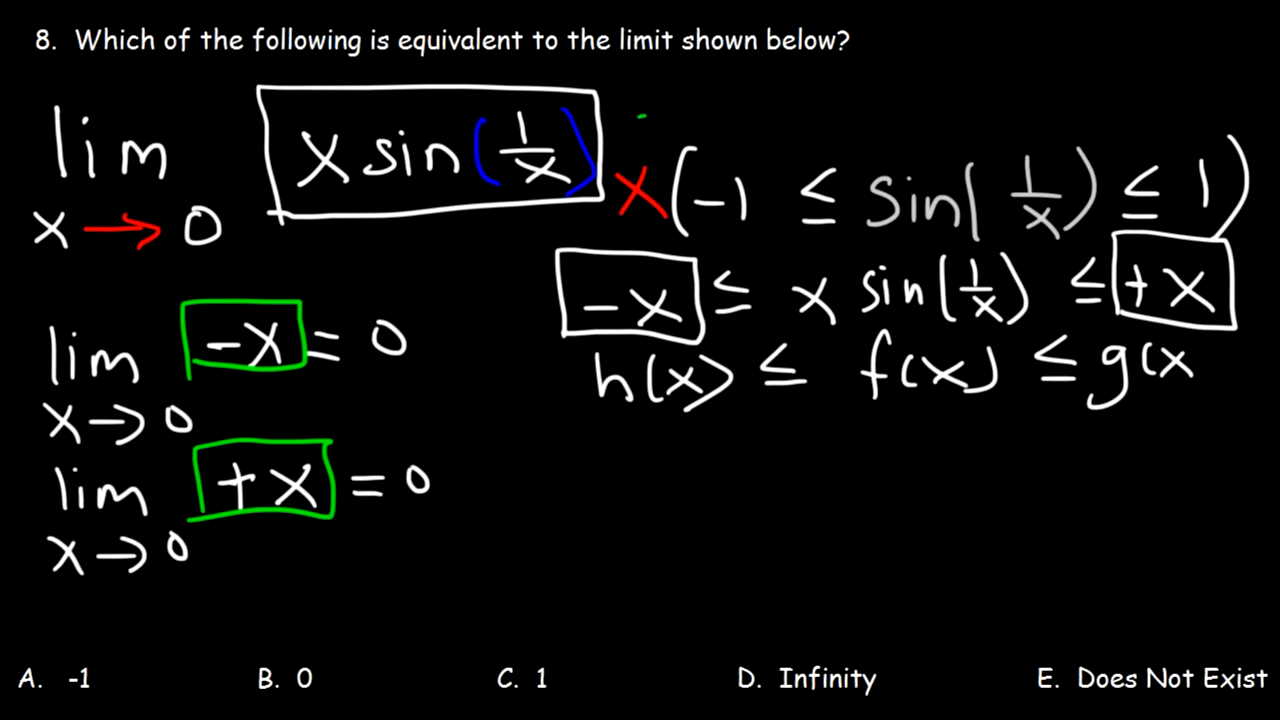 8. Which of the following is equivalent to the limit shown below?
lim x sin(1/x)
x → 0
x(-1 ≤ sin(1/x) ≤ 1)
-x ≤ x sin(1/x) ≤ +x
h(x) ≤ f(x) ≤ g(x
lim -x = 0
x → 0
lim +x = 0
x → 0
A. -1 B. 0 C. 1 D. Infinity E. Does Not Exist